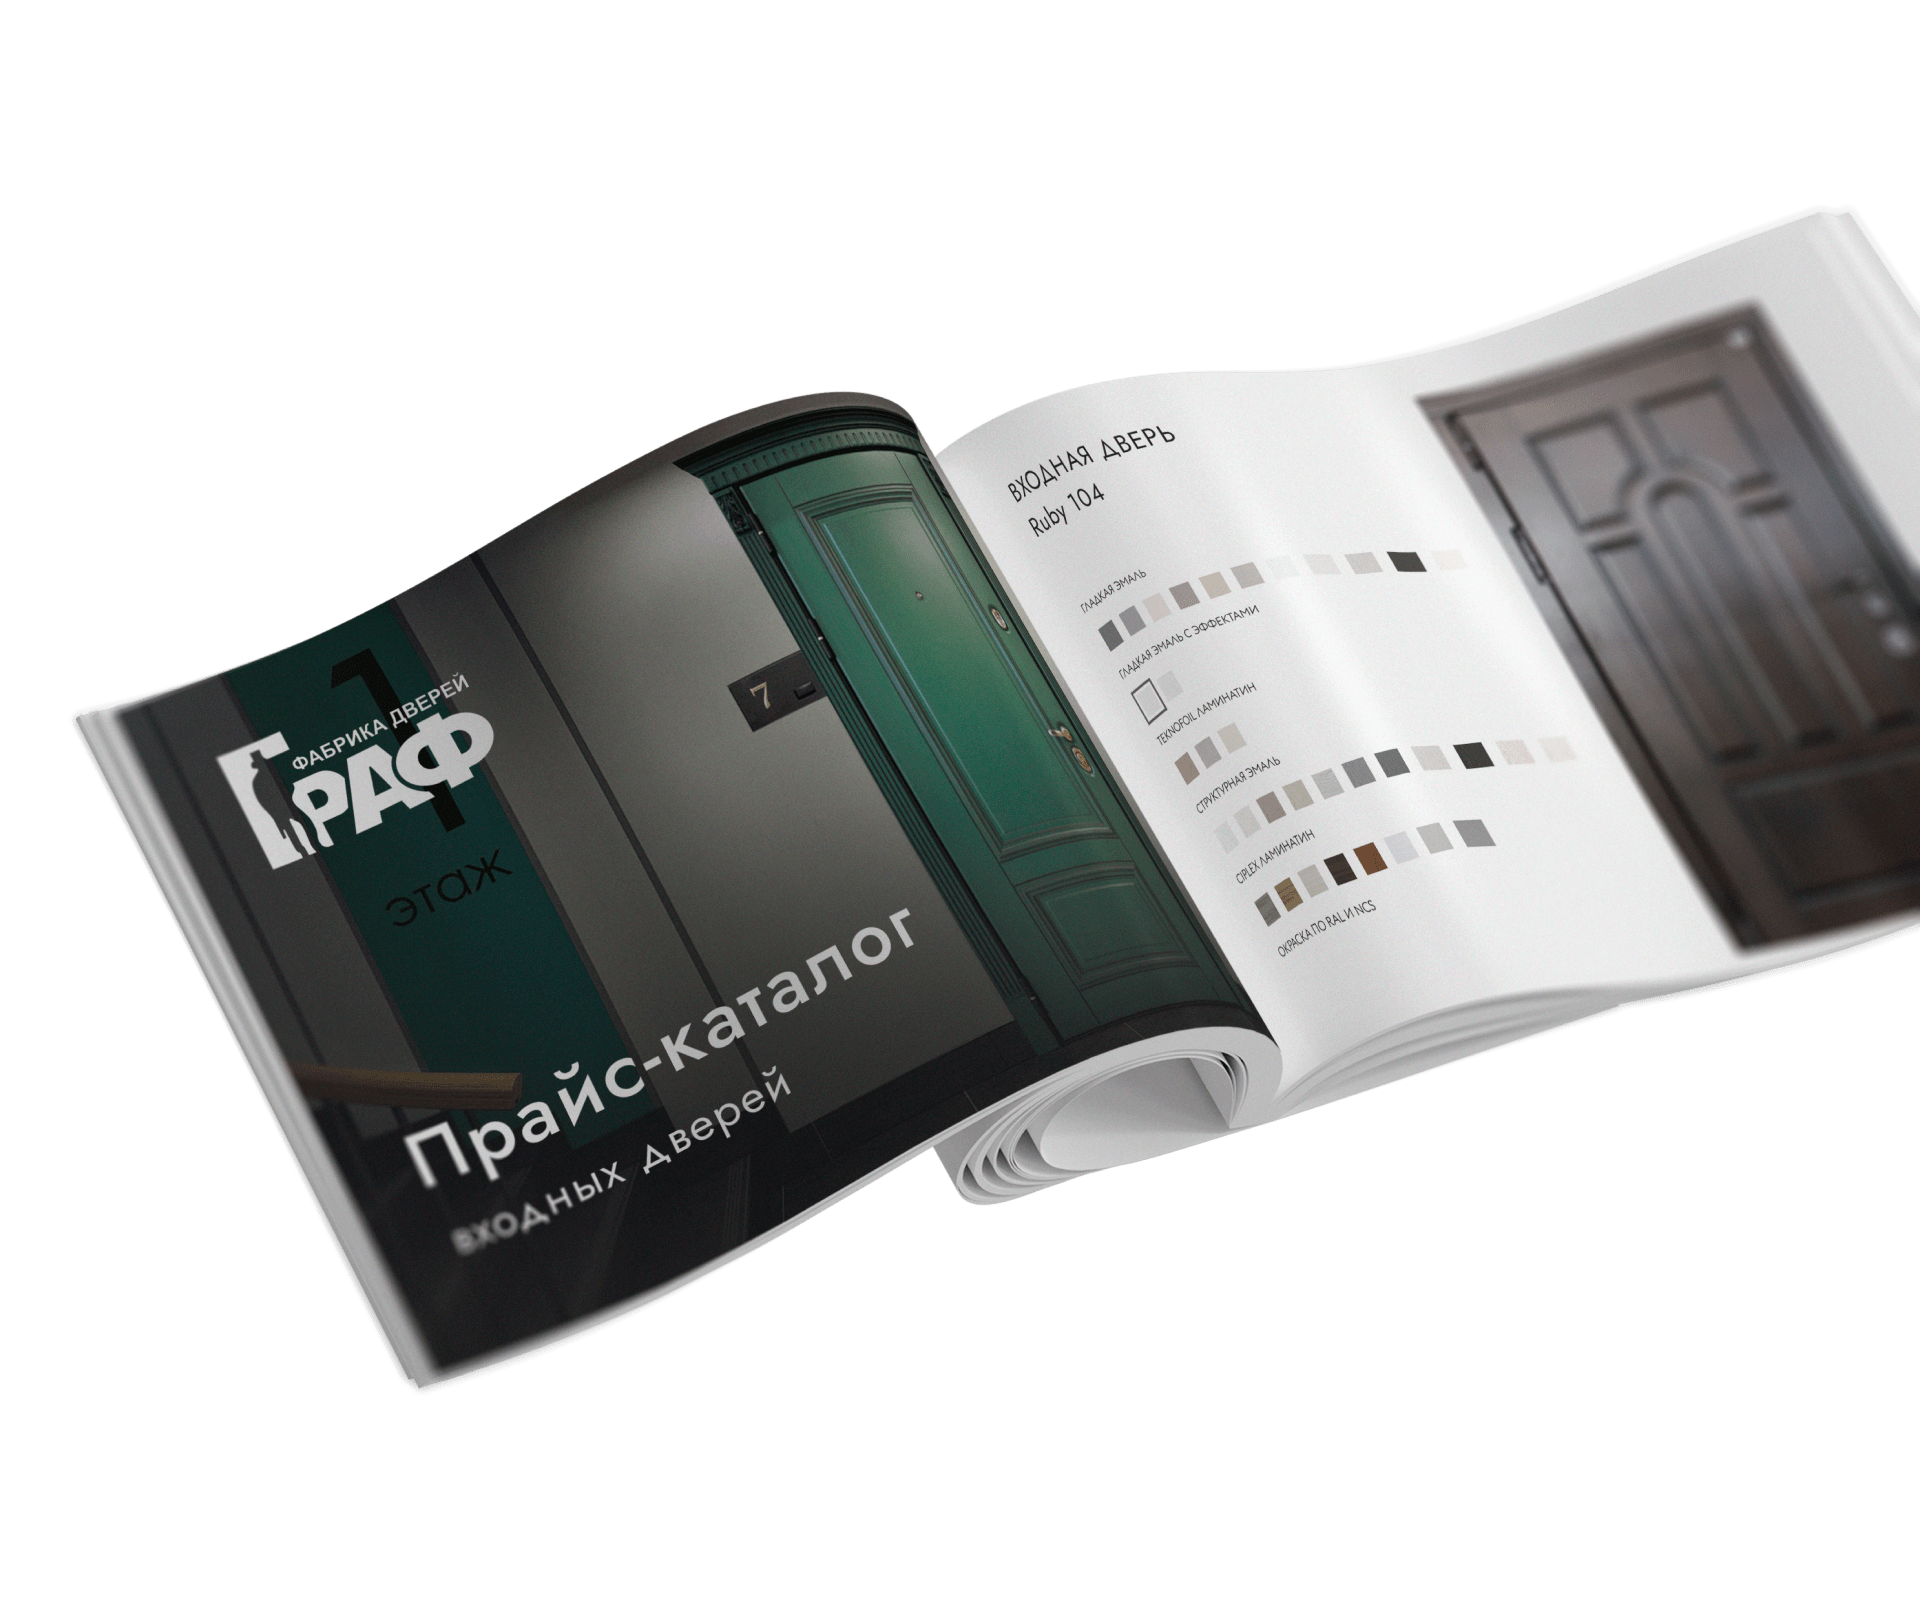 1
ФАБРИКА ДВЕРЕЙ
ГРАФ
этаж
7
Прайс-каталог
входных дверей
ВХОДНАЯ ДВЕРЬ
Ruby 104
ГЛАДКАЯ ЭМАЛЬ
ГЛАДКАЯ ЭМАЛЬ С ЭФФЕКТАМИ
TEKNOFOIL ЛАМИНАТИН
СТРУКТУРНАЯ ЭМАЛЬ
CIPLEX ЛАМИНАТИН
ОКРАСКА ПО RAL И NCS